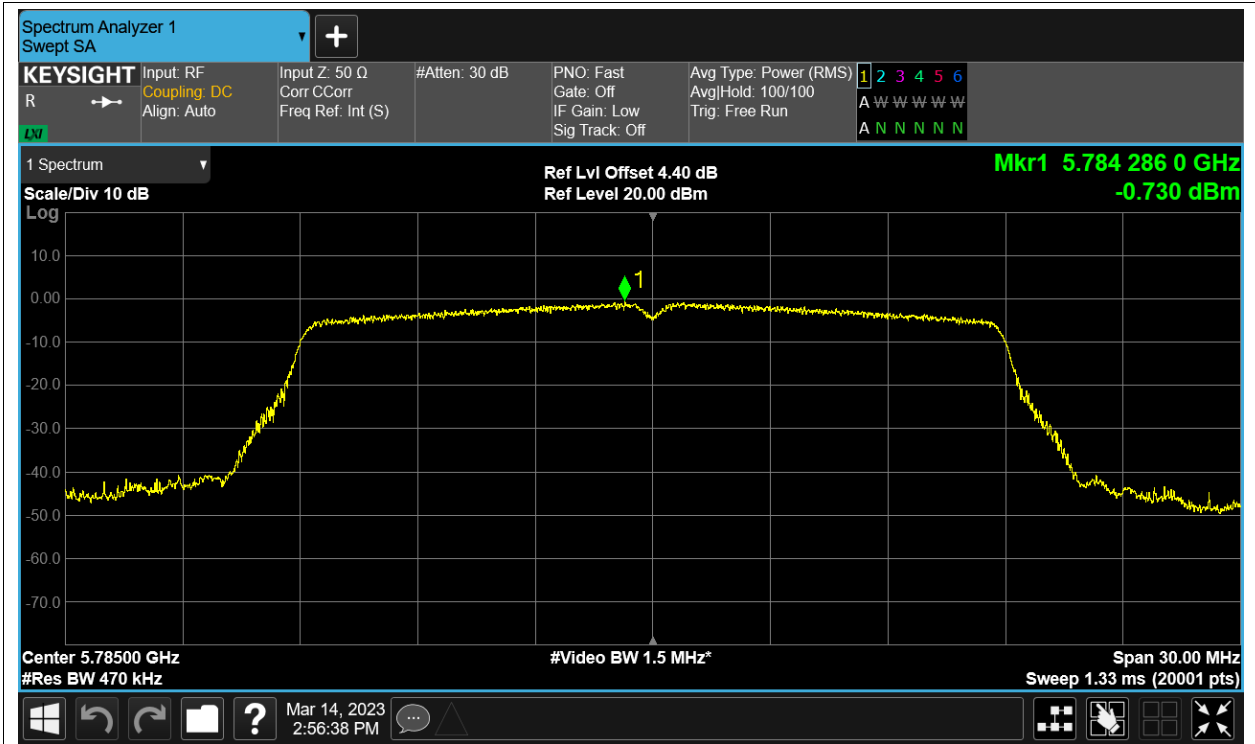 Spectrum Analyzer 1
Swept SA
+
KEYSIGHT
R
LXI
Input: RF
Coupling: DC
Align: Auto
Input Z: 50 Ω
Corr CCorr
Freq Ref: Int (S)
#Atten: 30 dB
PNO: Fast
Gate: Off
IF Gain: Low
Sig Track: Off
Avg Type: Power (RMS)
Avg|Hold: 100/100
Trig: Free Run
1 2 3 4 5 6
A W W W W W
A N N N N N
1 Spectrum
Scale/Div 10 dB
Log
Ref Lvl Offset 4.40 dB
Ref Level 20.00 dBm
Mkr1 5.784 286 0 GHz
-0.730 dBm
1
10.0
0.00
-10.0
-20.0
-30.0
-40.0
-50.0
-60.0
-70.0
Center 5.78500 GHz
#Video BW 1.5 MHz*
Span 30.00 MHz
#Res BW 470 kHz
Sweep 1.33 ms (20001 pts)
?
Mar 14, 2023
2:56:38 PM